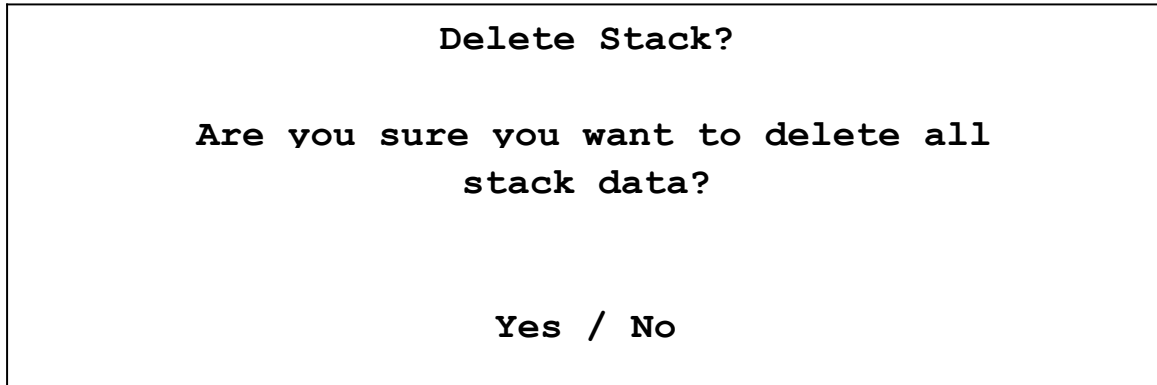 Delete Stack?
Are you sure you want to delete all
stack data?
Yes / No